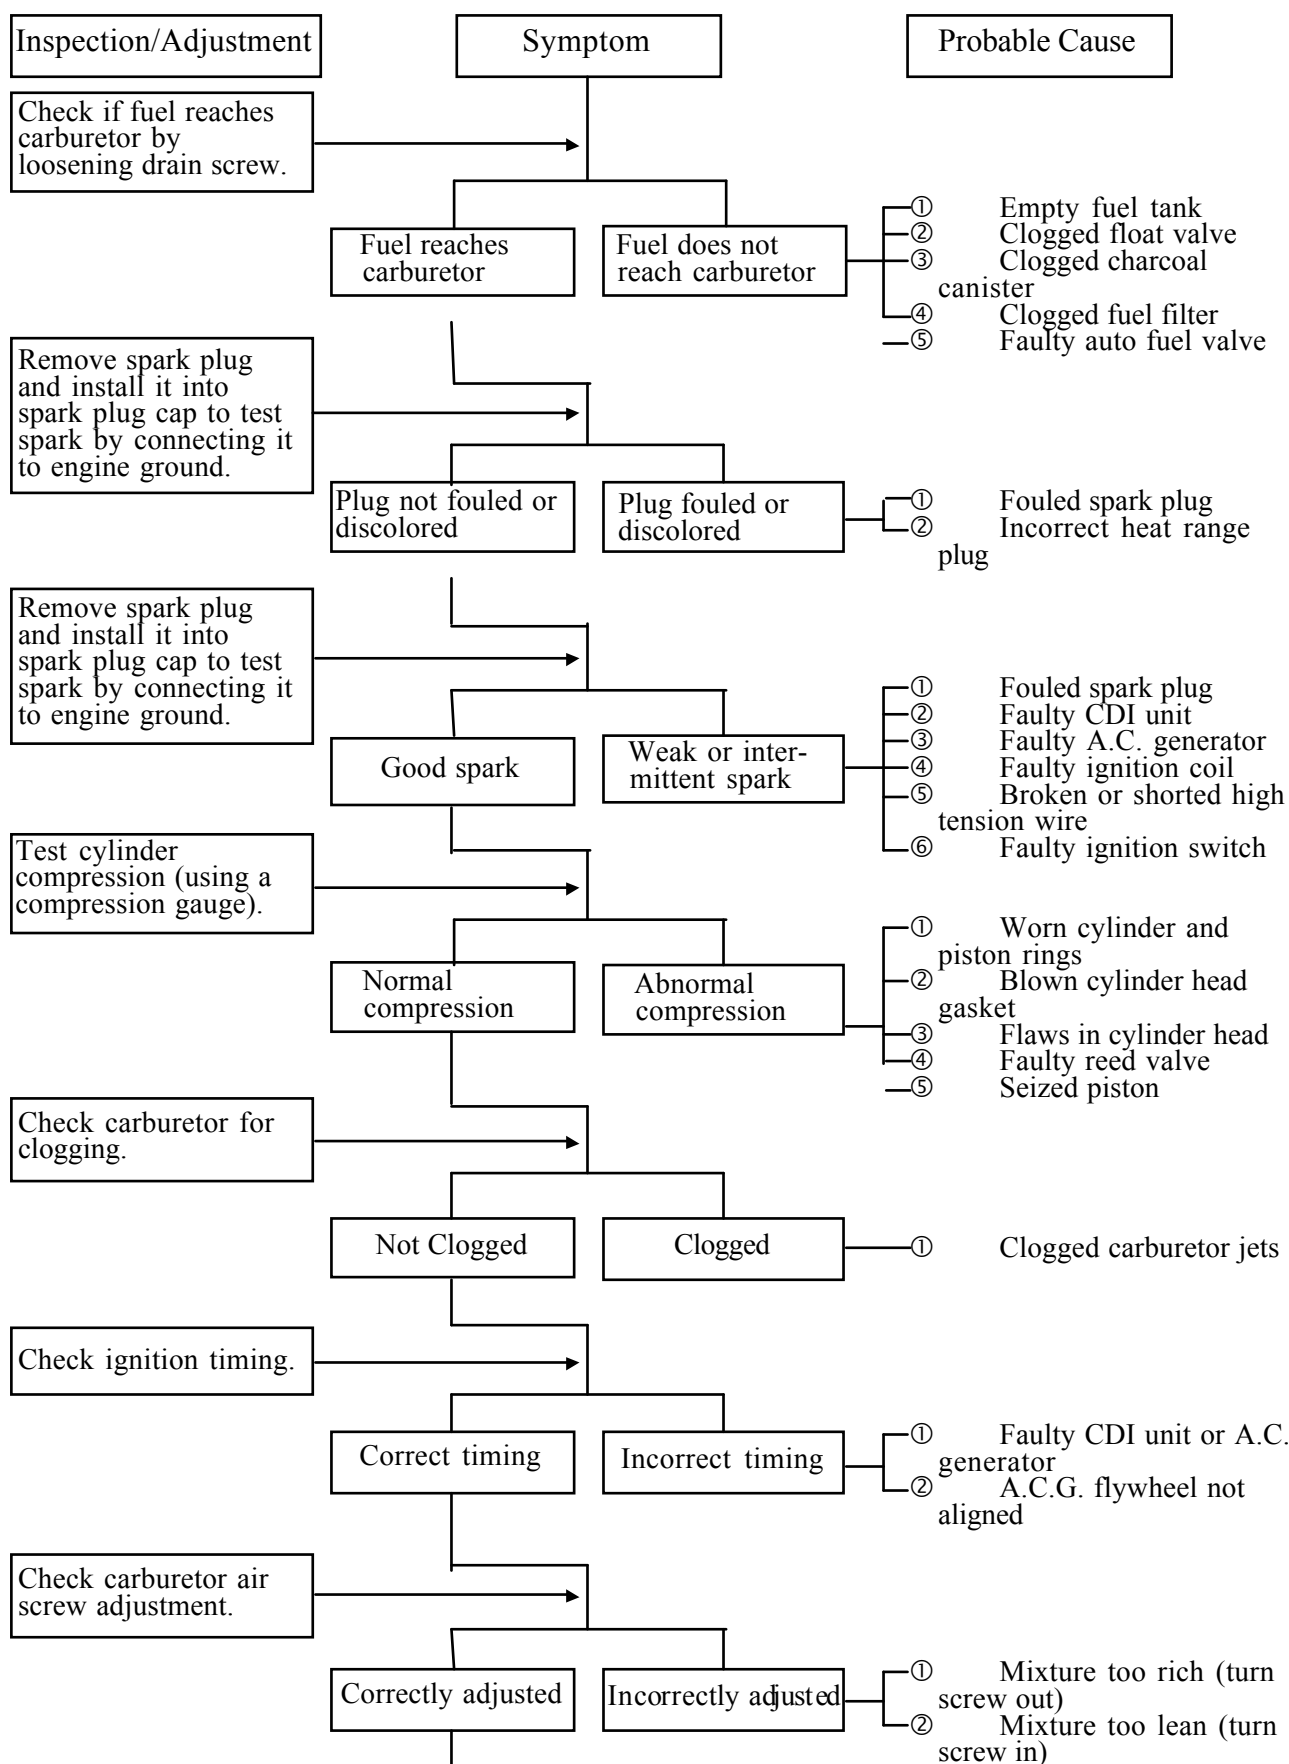 Inspection/Adjustment
Symptom
Probable Cause
Check if fuel reaches
carburetor by
loosening drain screw.
Fuel reaches
carburetor
Fuel does not
reach carburetor
① Empty fuel tank
② Clogged float valve
③ Clogged charcoal
canister
④ Clogged fuel filter
⑤ Faulty auto fuel valve
Remove spark plug
and install it into
spark plug cap to test
spark by connecting it
to engine ground.
Plug not fouled or
discolored
Plug fouled or
discolored
① Fouled spark plug
② Incorrect heat range
plug
Remove spark plug
and install it into
spark plug cap to test
spark by connecting it
to engine ground.
Good spark
Weak or inter-
mittent spark
① Fouled spark plug
② Faulty CDI unit
③ Faulty A.C. generator
④ Faulty ignition coil
⑤ Broken or shorted high
tension wire
⑥ Faulty ignition switch
Test cylinder
compression (using a
compression gauge).
Normal
compression
Abnormal
compression
① Worn cylinder and
piston rings
② Blown cylinder head
gasket
③ Flaws in cylinder head
④ Faulty reed valve
⑤ Seized piston
Check carburetor for
clogging.
Not Clogged
Clogged
① Clogged carburetor jets
Check ignition timing.
Correct timing
Incorrect timing
① Faulty CDI unit or A.C.
generator
② A.C.G. flywheel not
aligned
Check carburetor air
screw adjustment.
Correctly adjusted
Incorrectly adjusted
① Mixture too rich (turn
screw out)
② Mixture too lean (turn
screw in)